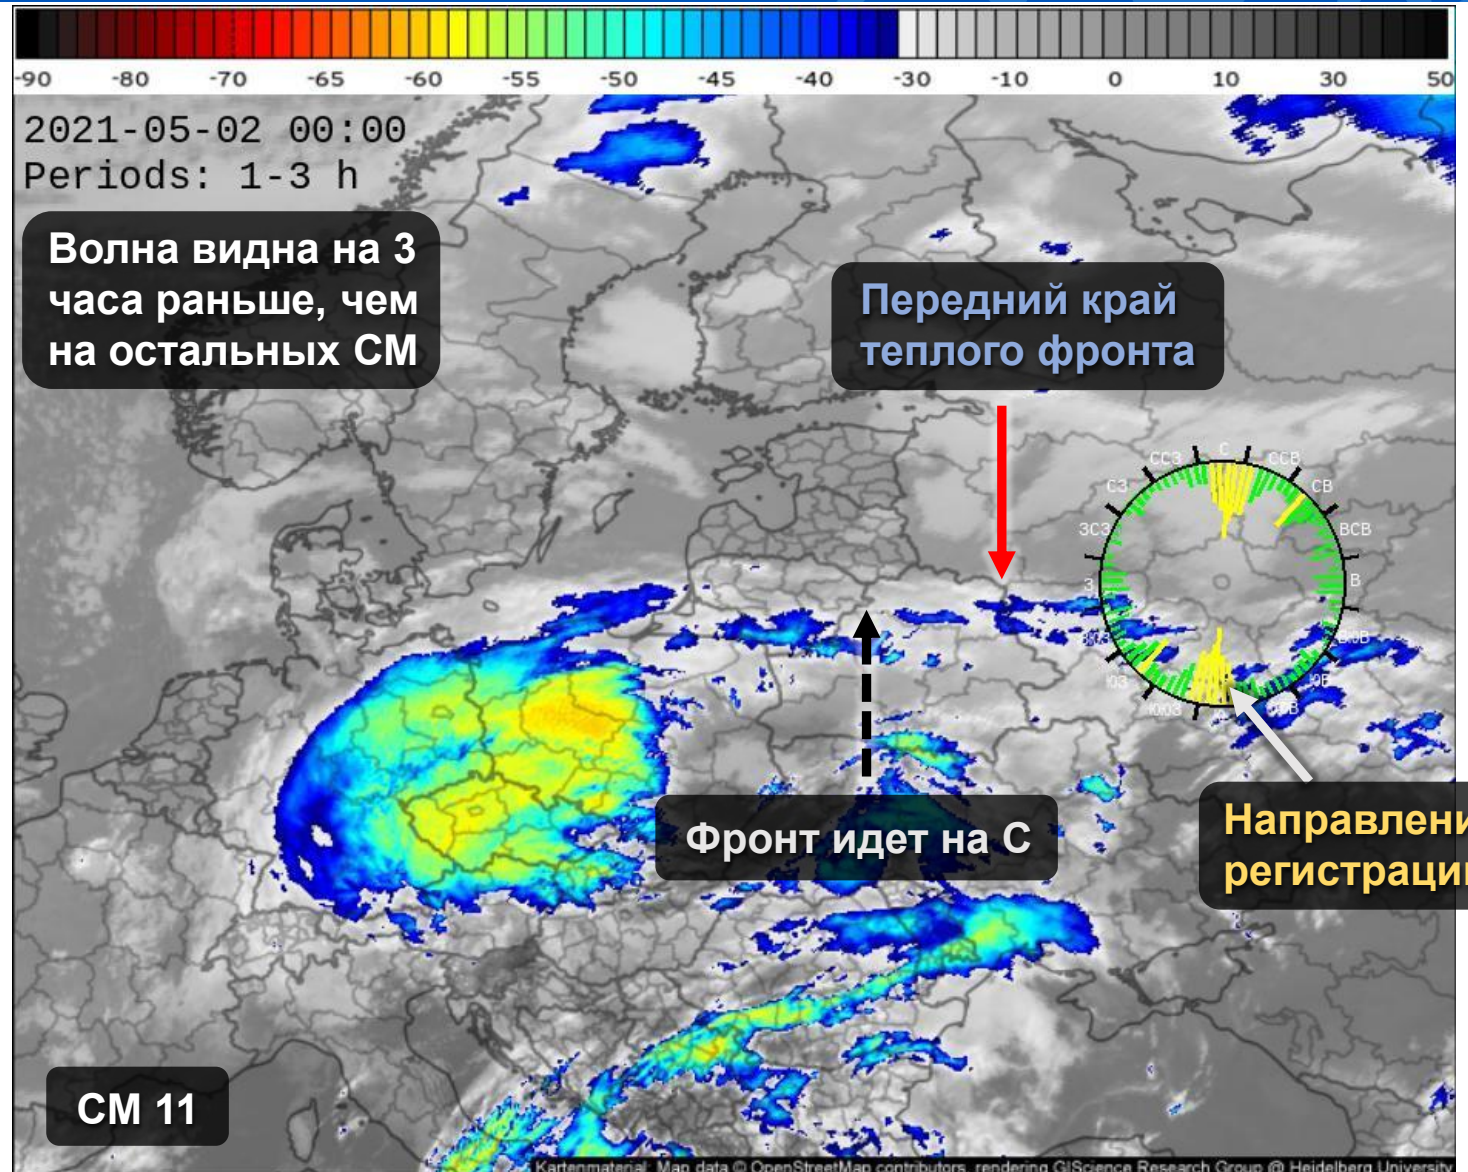 -90 -80 -70 -65 -60 -55 -50 -45 -40 -30 -10 0 10 30 50
2021-05-02 00:00
Periods: 1-3 h
Волна видна на 3
часа раньше, чем
на остальных СМ
Передний край
теплого фронта
С
ССЗ
ССВ
СЗ
СВ
ЗСЗ
ВСВ
З
В
ЮЗ
ЮВ
ЮЮЗ
Фронт идет на С
Направлени
регистраци
СМ 11
Kartenmaterial: Map data © OpenStreetMap contributors, rendering GIScience Research Group @ Heidelberg University